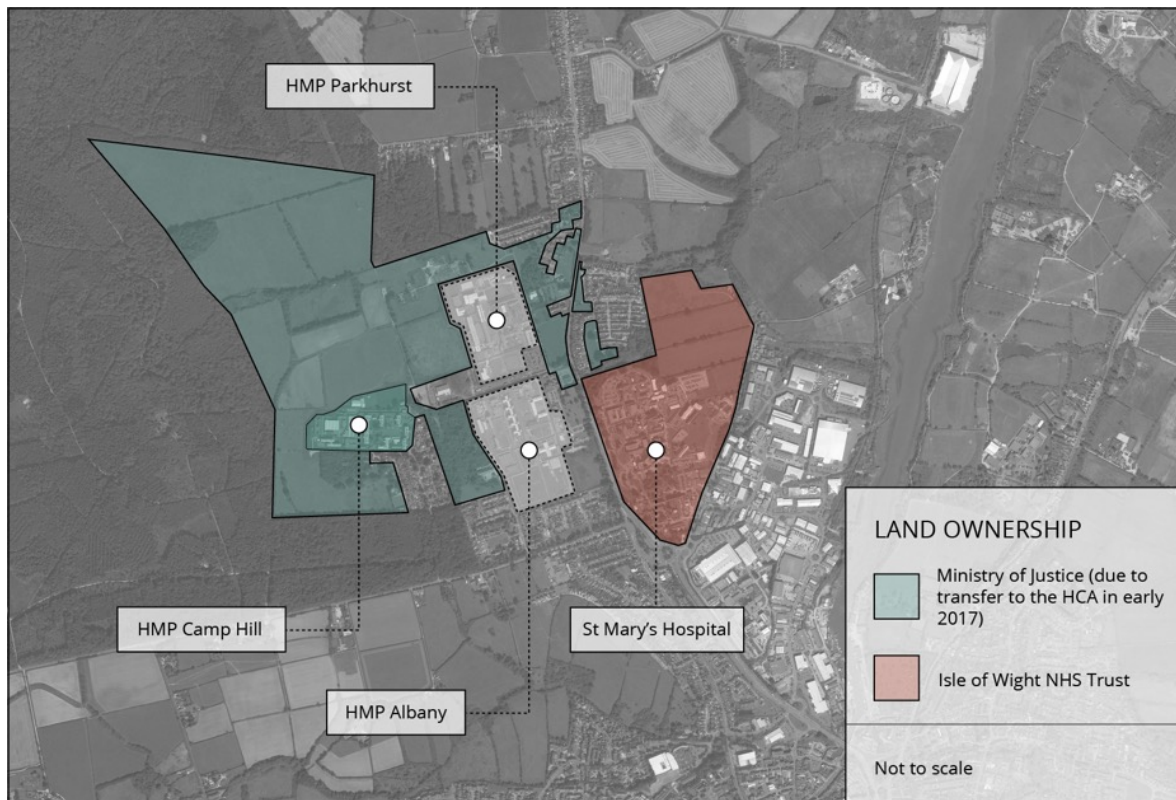 HMP Parkhurst
HMP Camp Hill
HMP Albany
St Mary's Hospital
LAND OWNERSHIP
Ministry of Justice (due to
transfer to the HCA in early
2017)
Isle of Wight NHS Trust
Not to scale